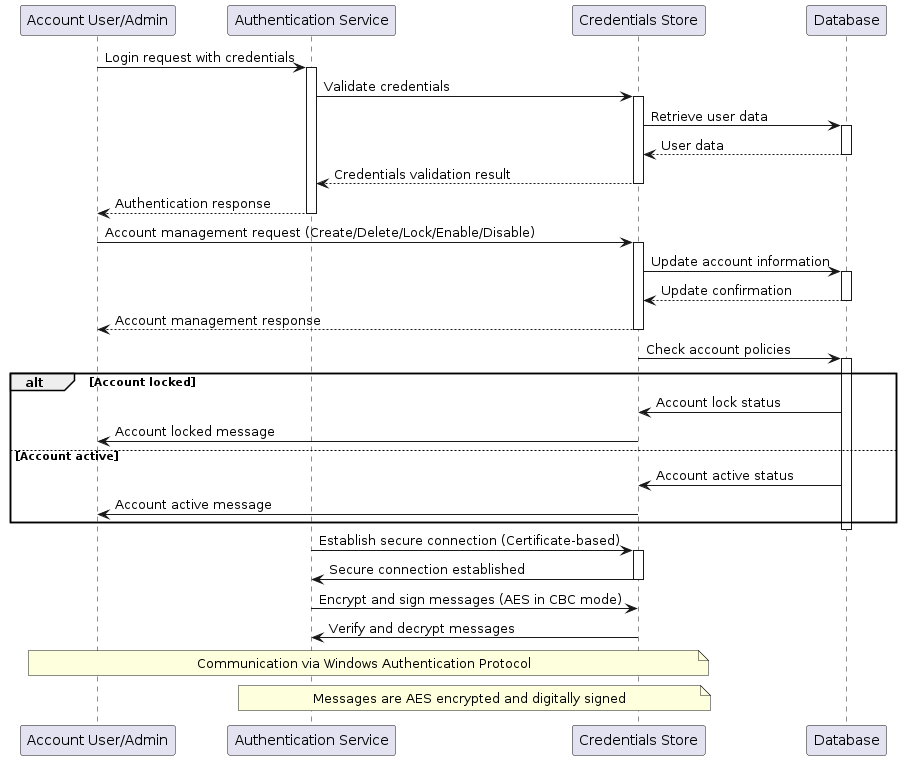 Account User/Admin
Authentication Service
Credentials Store
Database
Login request with credentials
Validate credentials
Retrieve user data
User data
Credentials validation result
Authentication response
Account management request (Create/Delete/Lock/Enable/Disable)
Update account information
Update confirmation
Account management response
Check account policies
alt
[Account locked]
Account lock status
Account locked message
[Account active]
Account active status
Account active message
Establish secure connection (Certificate-based)
Secure connection established
Encrypt and sign messages (AES in CBC mode)
Verify and decrypt messages
Communication via Windows Authentication Protocol
Messages are AES encrypted and digitally signed
Account User/Admin
Authentication Service
Credentials Store
Database